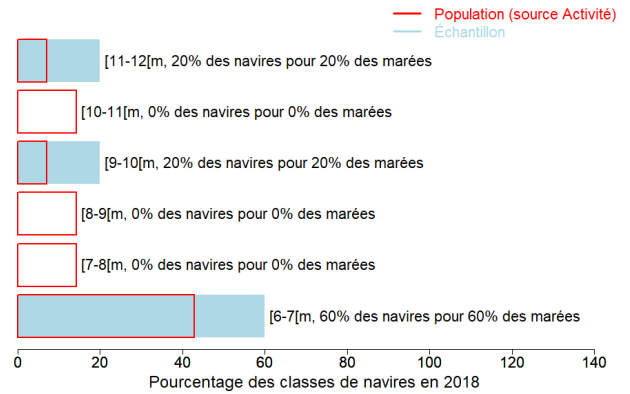 Population (source Activité)
Échantillon
[11-12[m, 20% des navires pour 20% des marées
[10-11[m, 0% des navires pour 0% des marées
[9-10[m, 20% des navires pour 20% des marées
[8-9[m, 0% des navires pour 0% des marées
[7-8[m, 0% des navires pour 0% des marées
[6-7[m, 60% des navires pour 60% des marées
0 20 40 60 80 100 120 140
Pourcentage des classes de navires en 2018